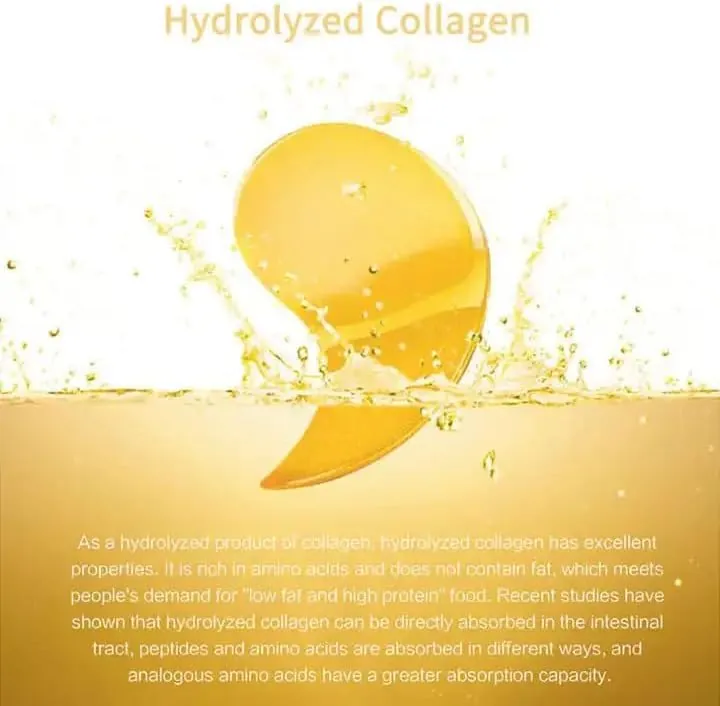 Hydrolyzed Collagen
As a hydrolyzed product of collagen, hydrolyzed collagen has excellent
properties. It is rich in amino acids and does not contain fat, which meets
people's demand for "low fat and high protein" food. Recent studies have
shown that hydrolyzed collagen can be directly absorbed in the intestinal
tract, peptides and amino acids are absorbed in different ways, and
analogous amino acids have a greater absorption capacity.